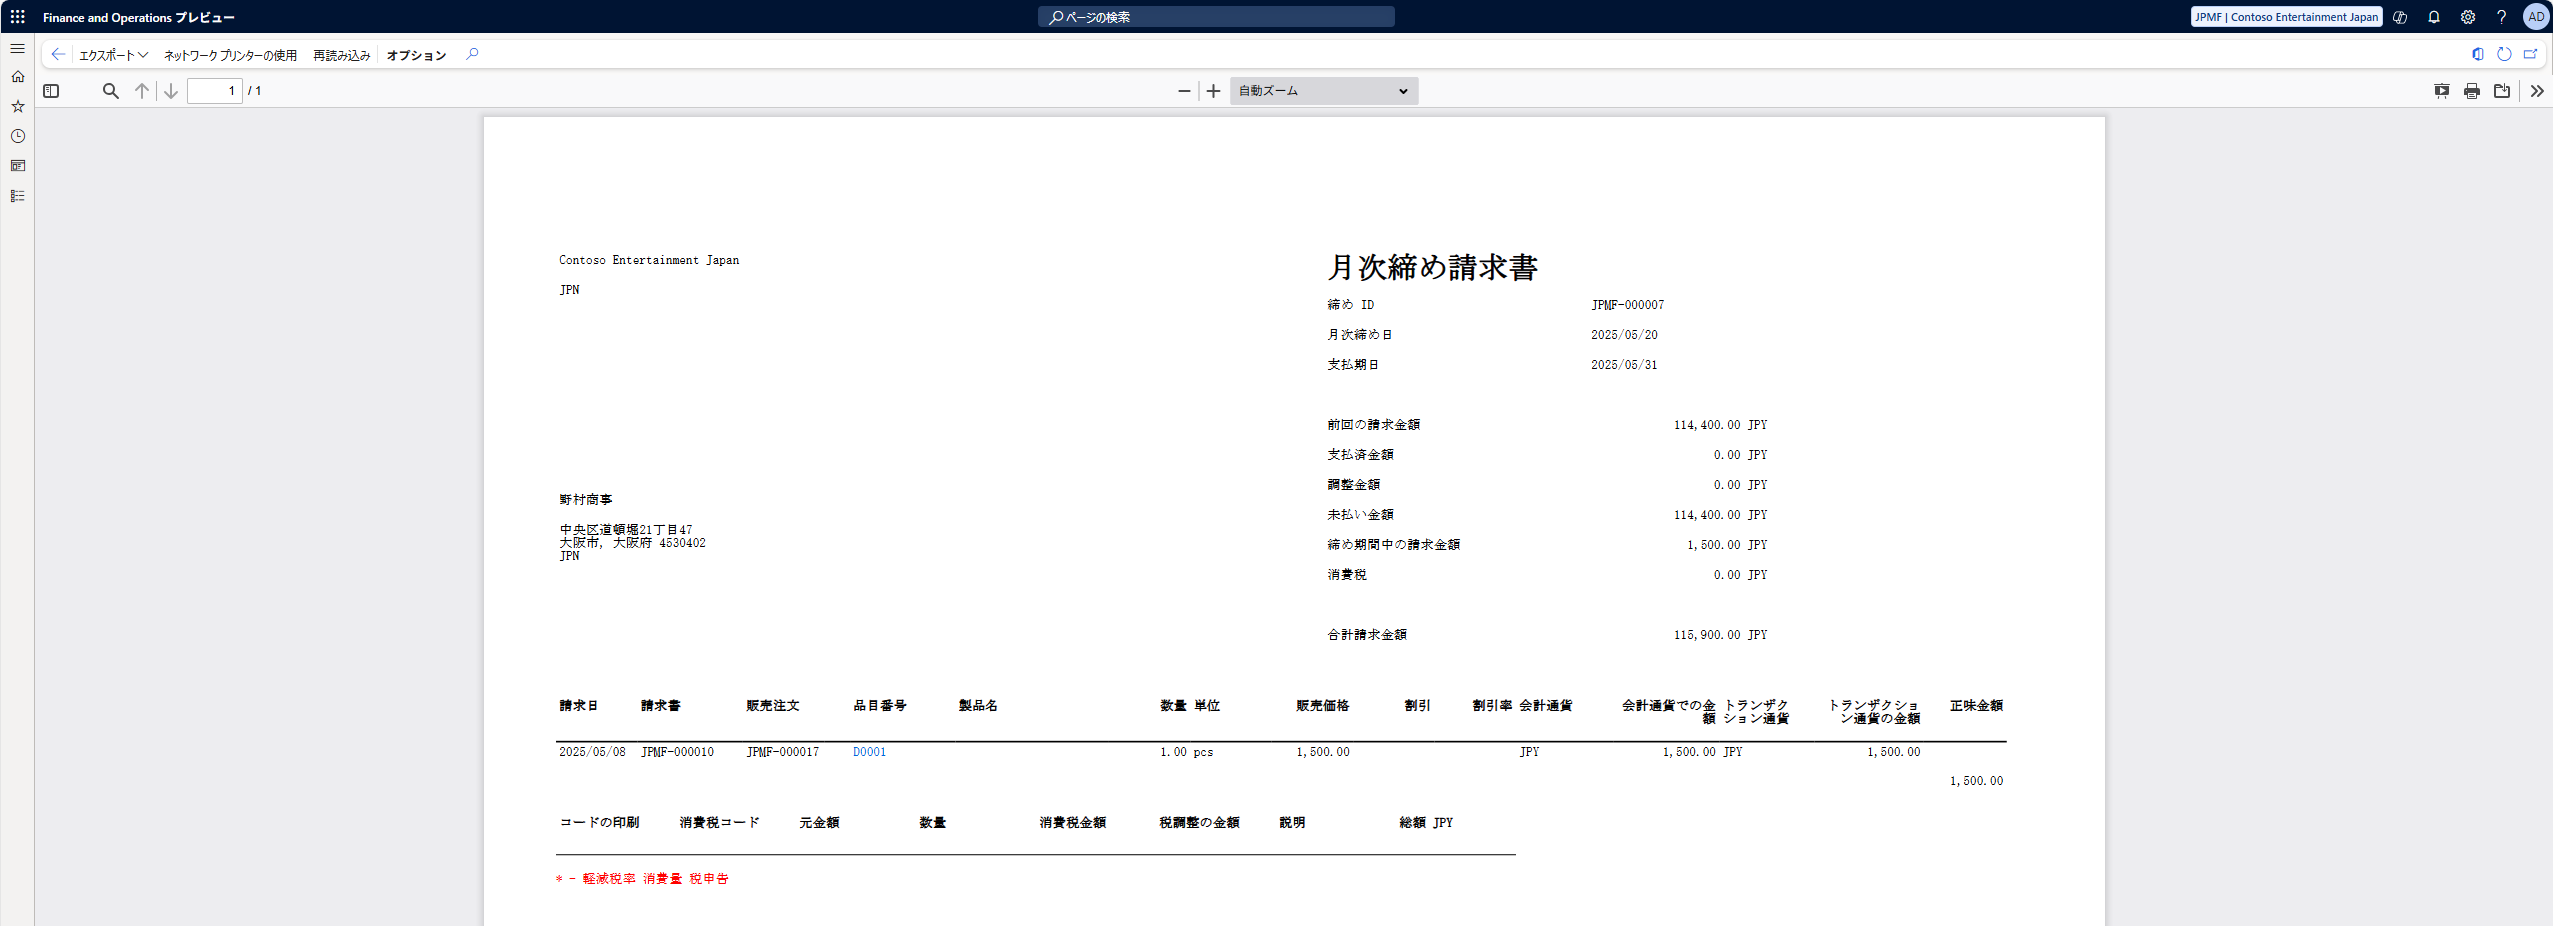 Finance and Operations プレビュー
ページの検索
JPMF | Contoso Entertainment Japan
AD
エクスポート
ネットワーク プリンターの使用
再読み込み
オプション
1 / 1
自動ズーム
Contoso Entertainment Japan
JPN
月次締め請求書
締め ID JPMF-000007
月次締め日 2025/05/20
支払期日 2025/05/31
前回の請求金額 114,400.00 JPY
支払済金額 0.00 JPY
調整金額 0.00 JPY
未払い金額 114,400.00 JPY
締め期間中の請求金額 1,500.00 JPY
消費税 0.00 JPY
合計請求金額 115,900.00 JPY
野村商事
中央区道頓堀21丁目47
大阪市, 大阪府 4530402
JPN
請求日 請求書 販売注文 品目番号 製品名 数量 単位 販売価格 割引 割引率 会計通貨 会計通貨での金額 トランザクション通貨 トランザクション通貨の金額 正味金額
2025/05/08 JPMF-000010 JPMF-000017 D0001 1.00 pcs 1,500.00 JPY 1,500.00 JPY 1,500.00
1,500.00
コードの印刷 消費税コード 元金額 数量 消費税金額 税調整の金額 説明 総額 JPY
* - 軽減税率 消費量 税申告